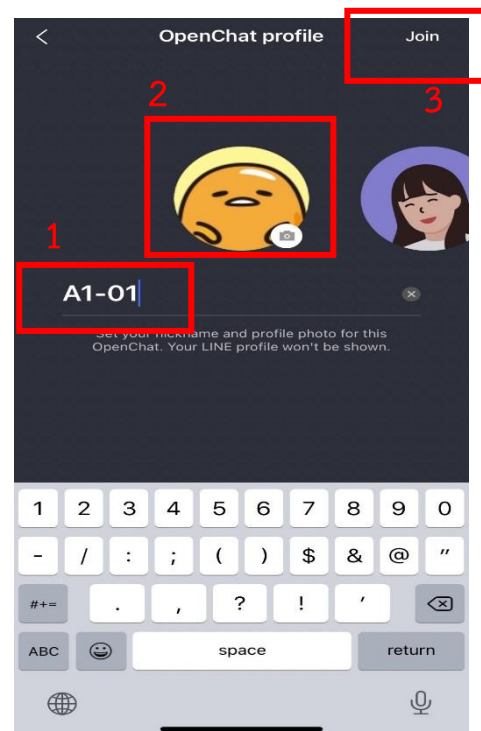 OpenChat profile
Join
2
3
1
A1-01
Set your nickname and profile photo for this
OpenChat. Your LINE profile won't be shown.
1 2 3 4 5 6 7 8 9 0
- / : ; ( ) $ & @ "
#+= . , ? ! '
ABC space return